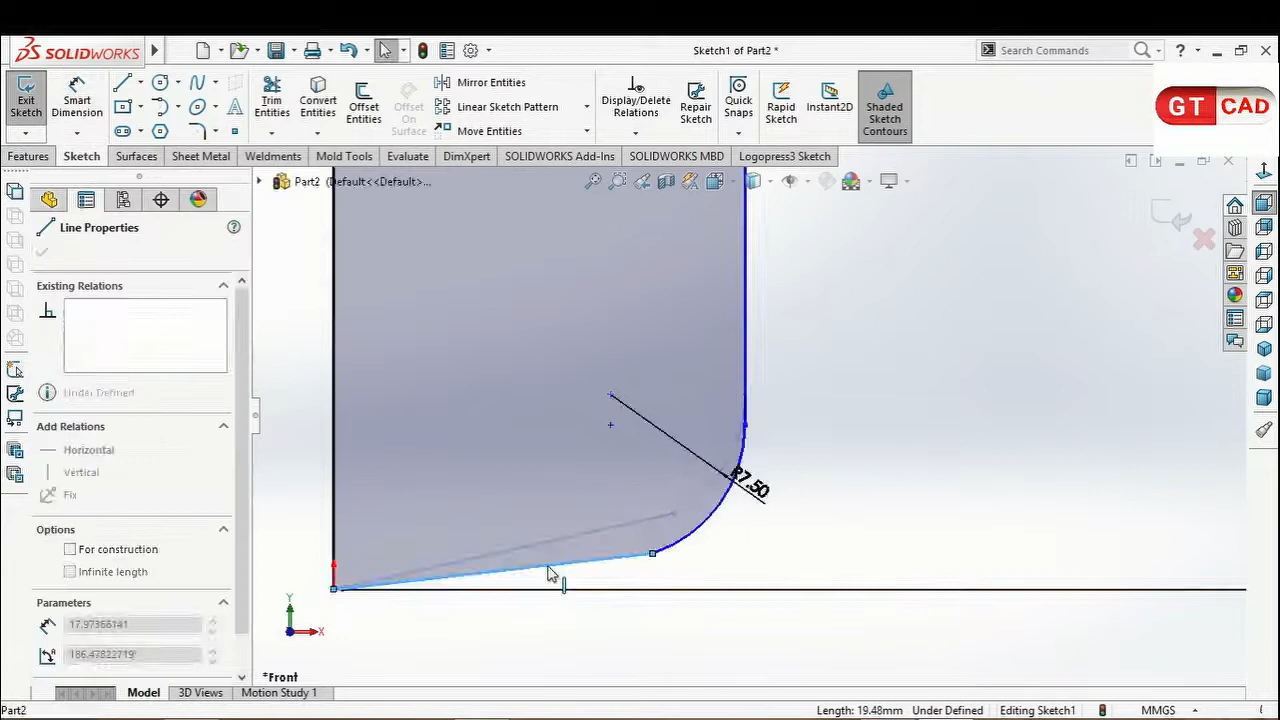 SOLIDWORKS
Sketch1 of Part2 *
Search Commands
?
Exit Sketch
Smart Dimension
Trim Entities
Convert Entities
Offset Entities
Offset On Surface
Mirror Entities
Linear Sketch Pattern
Move Entities
Display/Delete Relations
Repair Sketch
Quick Snaps
Rapid Sketch
Instant2D
Shaded Sketch Contours
GT CAD
Features
Sketch
Surfaces
Sheet Metal
Weldments
Mold Tools
Evaluate
DimXpert
SOLIDWORKS Add-Ins
SOLIDWORKS MBD
Logopress3 Sketch
Part2 (Default<<Default>...
Line Properties
Existing Relations
Under Defined
Add Relations
Horizontal
Vertical
Fix
Options
For construction
Infinite length
Parameters
17.97366141
186.47822719°
R7.50
Y
X
*Front
Model
3D Views
Motion Study 1
Part2
Length: 19.48mm
Under Defined
Editing Sketch1
MMGS